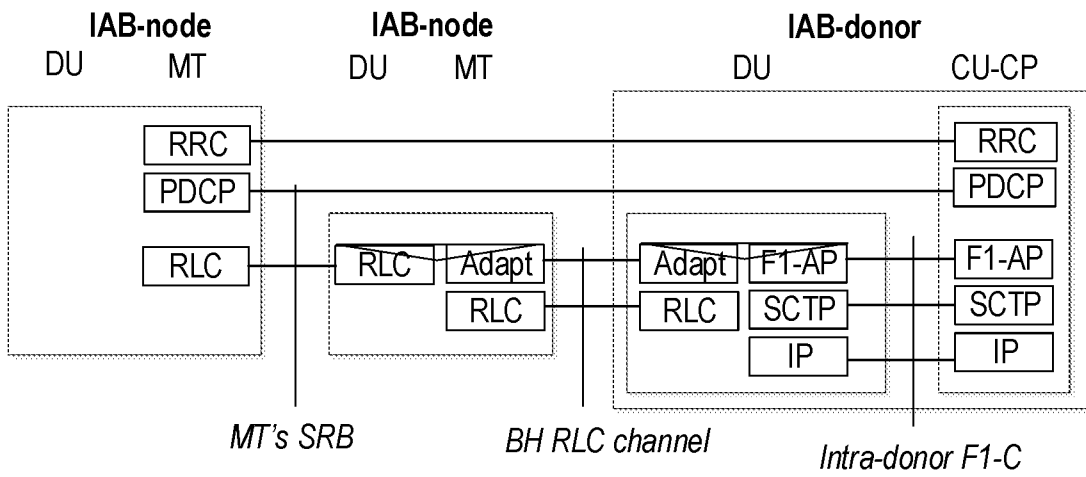 IAB-node IAB-node IAB-donor
DU MT DU MT DU CU-CP
RRC RRC
PDCP PDCP
RLC RLC Adapt Adapt F1-AP F1-AP
RLC RLC SCTP SCTP
IP IP
MT's SRB BH RLC channel Intra-donor F1-C